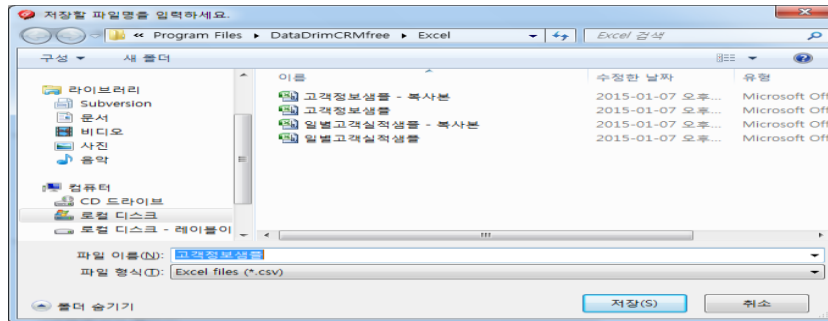 저장할 파일명을 입력하세요.
« Program Files ▸ DataDrimCRMfree ▸ Excel
Excel 검색
구성 ▾ 새 폴더
이름 수정한 날짜 유형
라이브러리
Subversion
문서
비디오
사진
음악
컴퓨터
CD 드라이브
로컬 디스크
로컬 디스크 - 레이블이
고객정보샘플 - 복사본 2015-01-07 오후... Microsoft Off
고객정보샘플 2015-01-07 오후... Microsoft Off
일별고객실적샘플 - 복사본 2015-01-07 오후... Microsoft Off
일별고객실적샘플 2015-01-07 오후... Microsoft Off
파일 이름(N): 고객정보샘플
파일 형식(T): Excel files (*.csv)
폴더 숨기기 저장(S) 취소